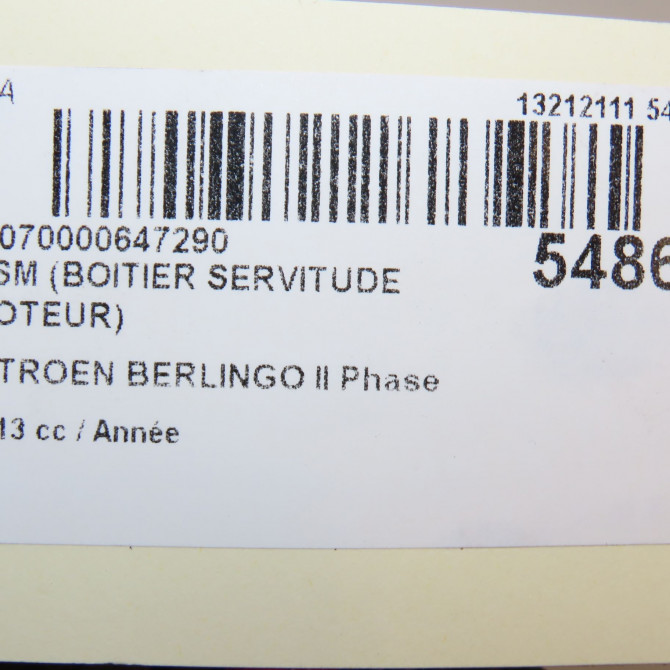 A
13212111 54
070000647290
5486
SM (BOITIER SERVITUDE
OTEUR)
TROEN BERLINGO II Phase
13 cc / Année